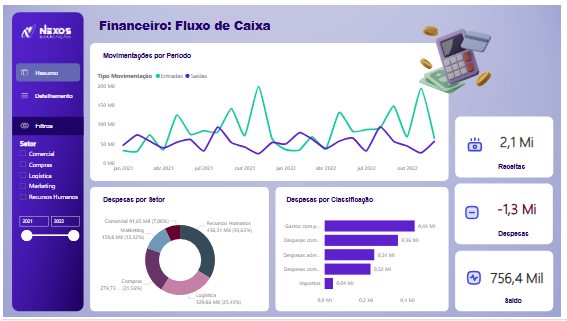 NEXOS
Financeiro: Fluxo de Caixa
Resumo
Detalhamento
Filtros
Setor
Comercial
Compras
Logística
Marketing
Recursos Humanos
2021 2022
Movimentações por Período
Tipo Movimentação Entradas Saídas
200 Mil
150 Mil
100 Mil
50 Mil
0 Mil
jan 2021 abr 2021 jul 2021 out 2021 jan 2022 abr 2022 jul 2022 out 2022
Despesas por Setor
Comercial 91,65 Mil (7,06%)
Marketing
159,8 Mil (12,32%)
Recursos Humanos
436,31 Mil (33,63%)
Compras
279,73 ... (21,56%)
Logística
329,86 Mil (25,43%)
Despesas por Classificação
Gastos com p... 0,44 Mi
Despesas com... 0,36 Mi
Despesas adm... 0,24 Mi
Despesas com... 0,22 Mi
Impostos 0,04 Mi
0,0 Mi 0,2 Mi 0,4 Mi
2,1 Mi
Receitas
-1,3 Mi
Despesas
756,4 Mil
Saldo